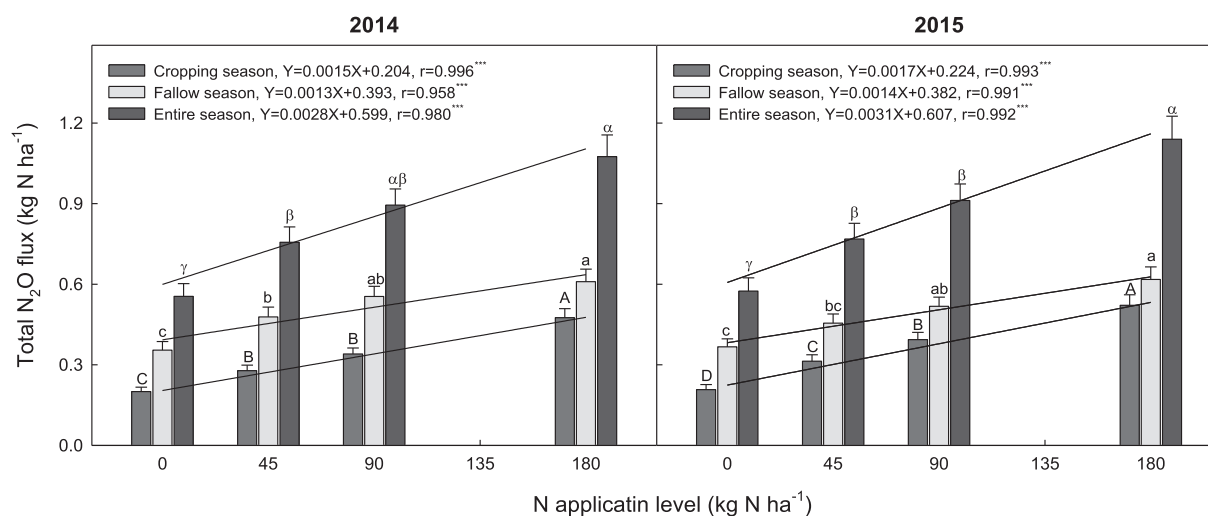 2014
2015
Cropping season, Y=0.0015X+0.204, r=0.996***
Fallow season, Y=0.0013X+0.393, r=0.958***
Entire season, Y=0.0028X+0.599, r=0.980***
Cropping season, Y=0.0017X+0.224, r=0.993***
Fallow season, Y=0.0014X+0.382, r=0.991***
Entire season, Y=0.0031X+0.607, r=0.992***
Total N₂O flux (kg N ha⁻¹)
1.2
0.9
0.6
0.3
0.0
C c γ
B b β
B ab αβ
A a α
D c γ
C bc β
B ab β
A a α
0 45 90 135 180
0 45 90 135 180
N applicatin level (kg N ha⁻¹)